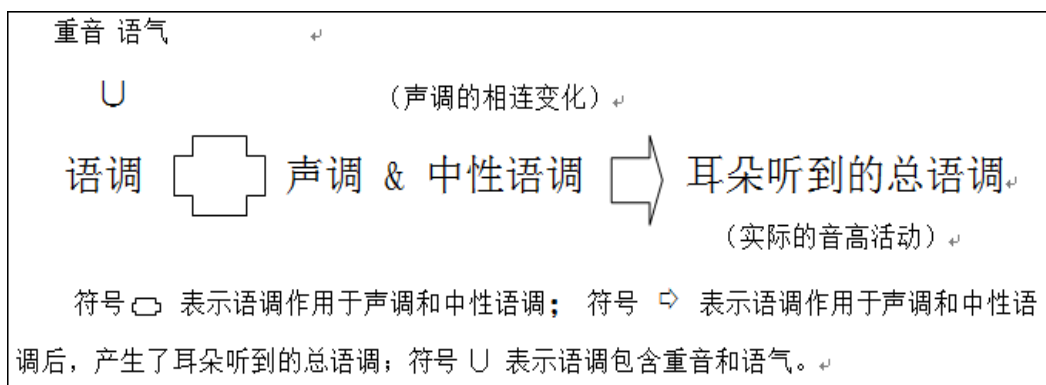 重音 语气
∪
（声调的相连变化）
语调 声调 & 中性语调 耳朵听到的总语调
（实际的音高活动）
符号 表示语调作用于声调和中性语调； 符号 ⇨ 表示语调作用于声调和中性语
调后，产生了耳朵听到的总语调；符号 ∪ 表示语调包含重音和语气。